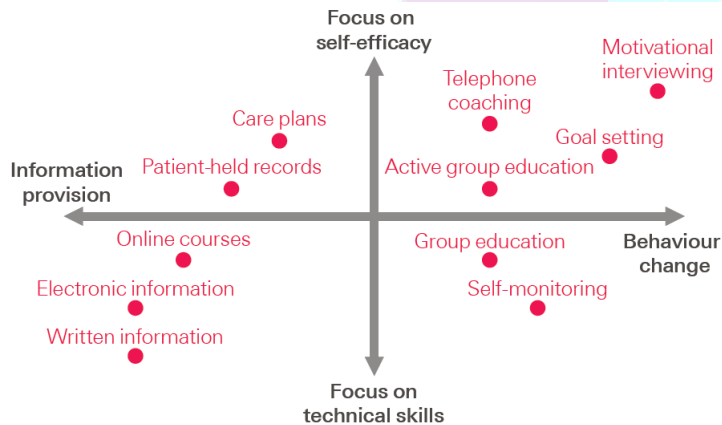 Focus on
self-efficacy
Motivational
interviewing
Telephone
coaching
Care plans
Goal setting
Information
provision
Patient-held records
Active group education
Online courses
Group education
Behaviour
change
Electronic information
Self-monitoring
Written information
Focus on
technical skills